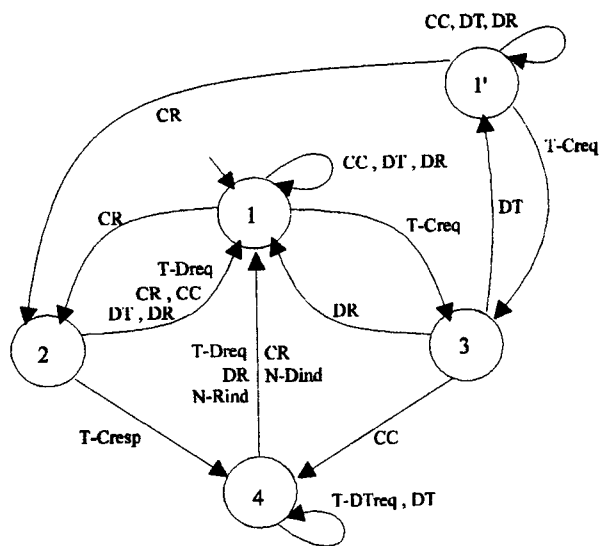 CC, DT, DR
1'
CR
T-Creq
CC , DT , DR
1
CR
T-Creq
DT
T-Dreq
CR , CC
DT , DR
DR
2
3
T-Dreq
DR
N-Rind
CR
N-Dind
T-Cresp
CC
4
T-DTreq , DT